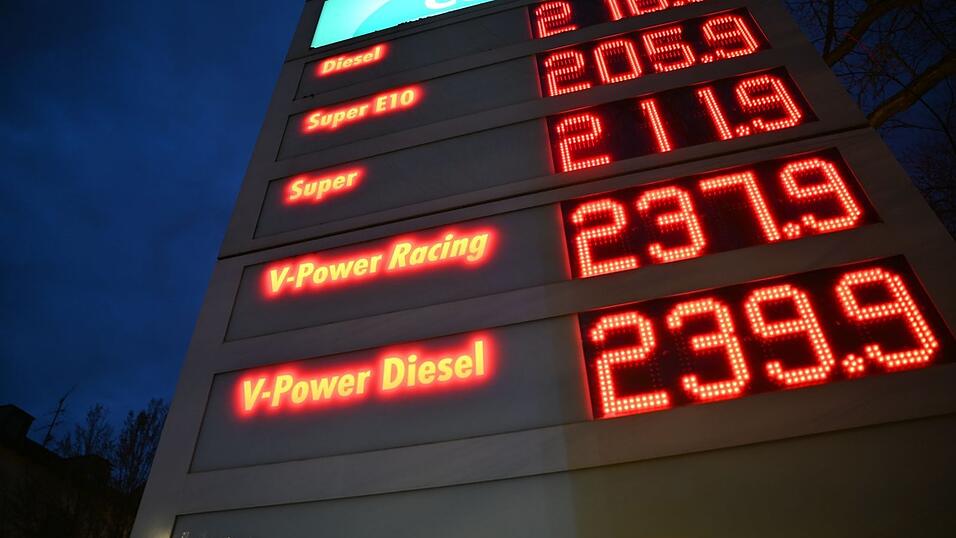 Diesel
Super E10 205.9
Super 211.9
V-Power Racing 237.9
V-Power Diesel 239.9